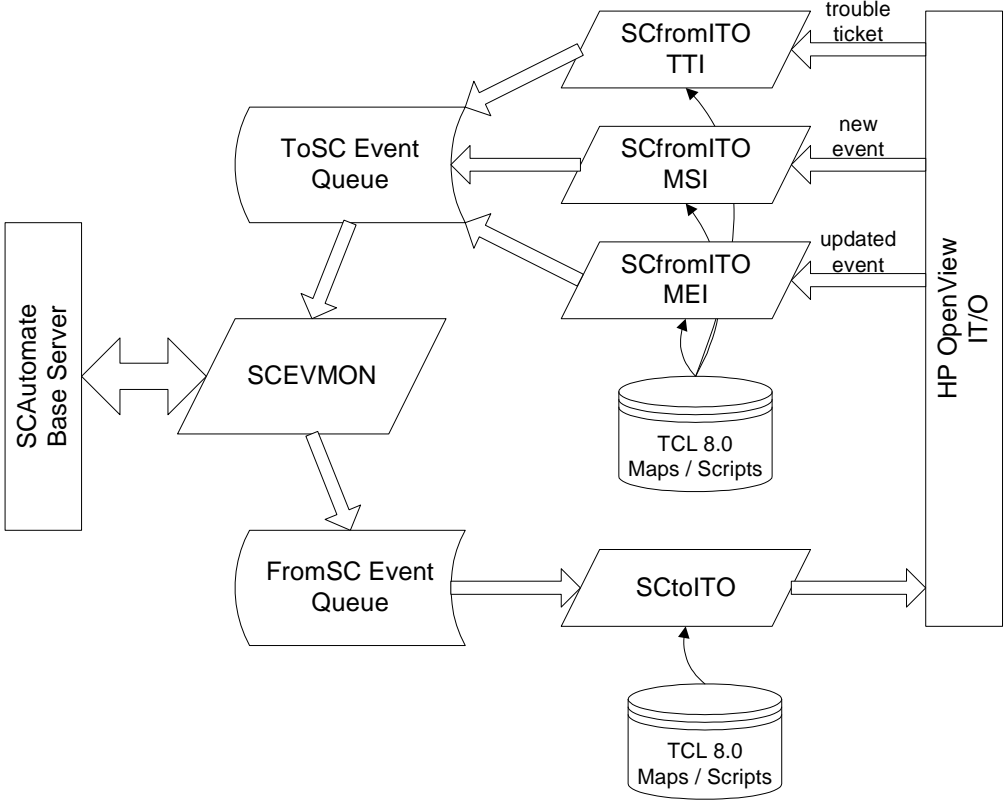 trouble
ticket
SCfromITO
TTI
new
event
ToSC Event
Queue
SCfromITO
MSI
updated
event
SCfromITO
MEI
HP OpenView
IT/O
SCAutomate
Base Server
SCEVMON
TCL 8.0
Maps / Scripts
FromSC Event
Queue
SCtoITO
TCL 8.0
Maps / Scripts